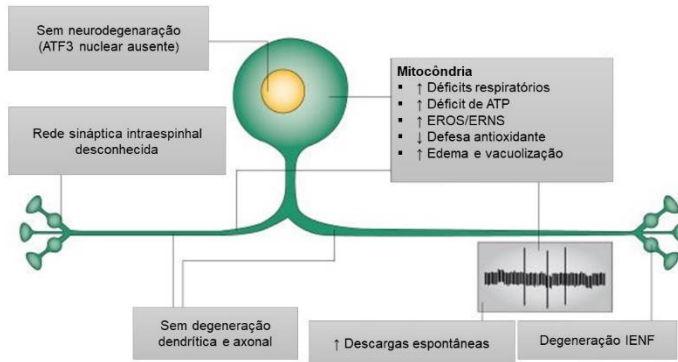 Sem neurodegenaração
(ATF3 nuclear ausente)
Mitocôndria
▪ ↑ Déficits respiratórios
▪ ↑ Déficit de ATP
▪ ↑ EROS/ERNS
▪ ↓ Defesa antioxidante
▪ ↑ Edema e vacuolização
Rede sináptica intraespinhal
desconhecida
Sem degeneração
dendrítica e axonal
↑ Descargas espontâneas
Degeneração IENF